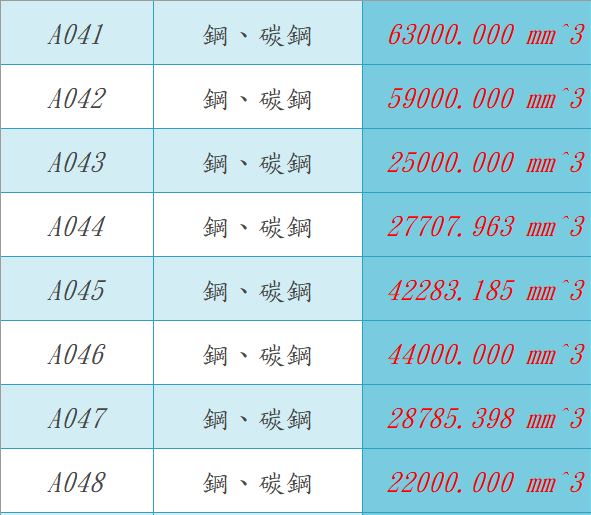 A041 鋼、碳鋼 63000.000 mm^3
A042 鋼、碳鋼 59000.000 mm^3
A043 鋼、碳鋼 25000.000 mm^3
A044 鋼、碳鋼 27707.963 mm^3
A045 鋼、碳鋼 42283.185 mm^3
A046 鋼、碳鋼 44000.000 mm^3
A047 鋼、碳鋼 28785.398 mm^3
A048 鋼、碳鋼 22000.000 mm^3